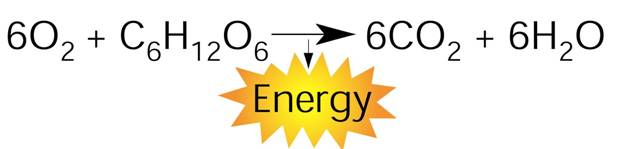 6O₂ + C₆H₁₂O₆ → 6CO₂ + 6H₂O
Energy